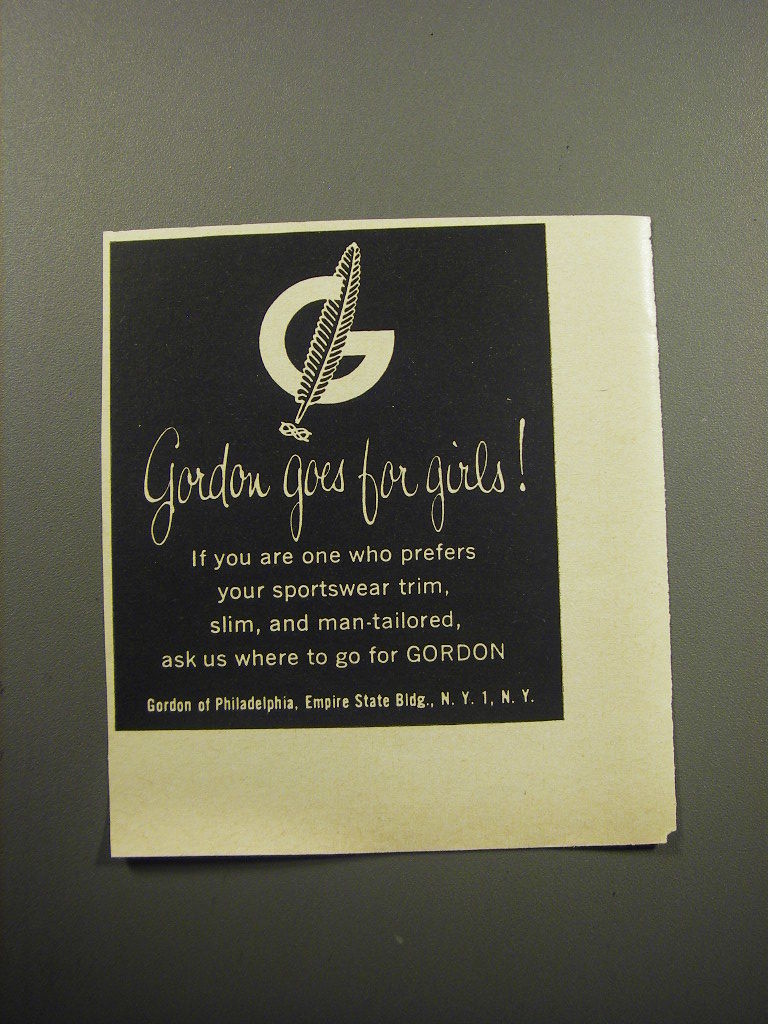 G
Gordon goes for girls!
If you are one who prefers
your sportswear trim,
slim, and man-tailored,
ask us where to go for GORDON
Gordon of Philadelphia, Empire State Bldg., N. Y. 1, N. Y.